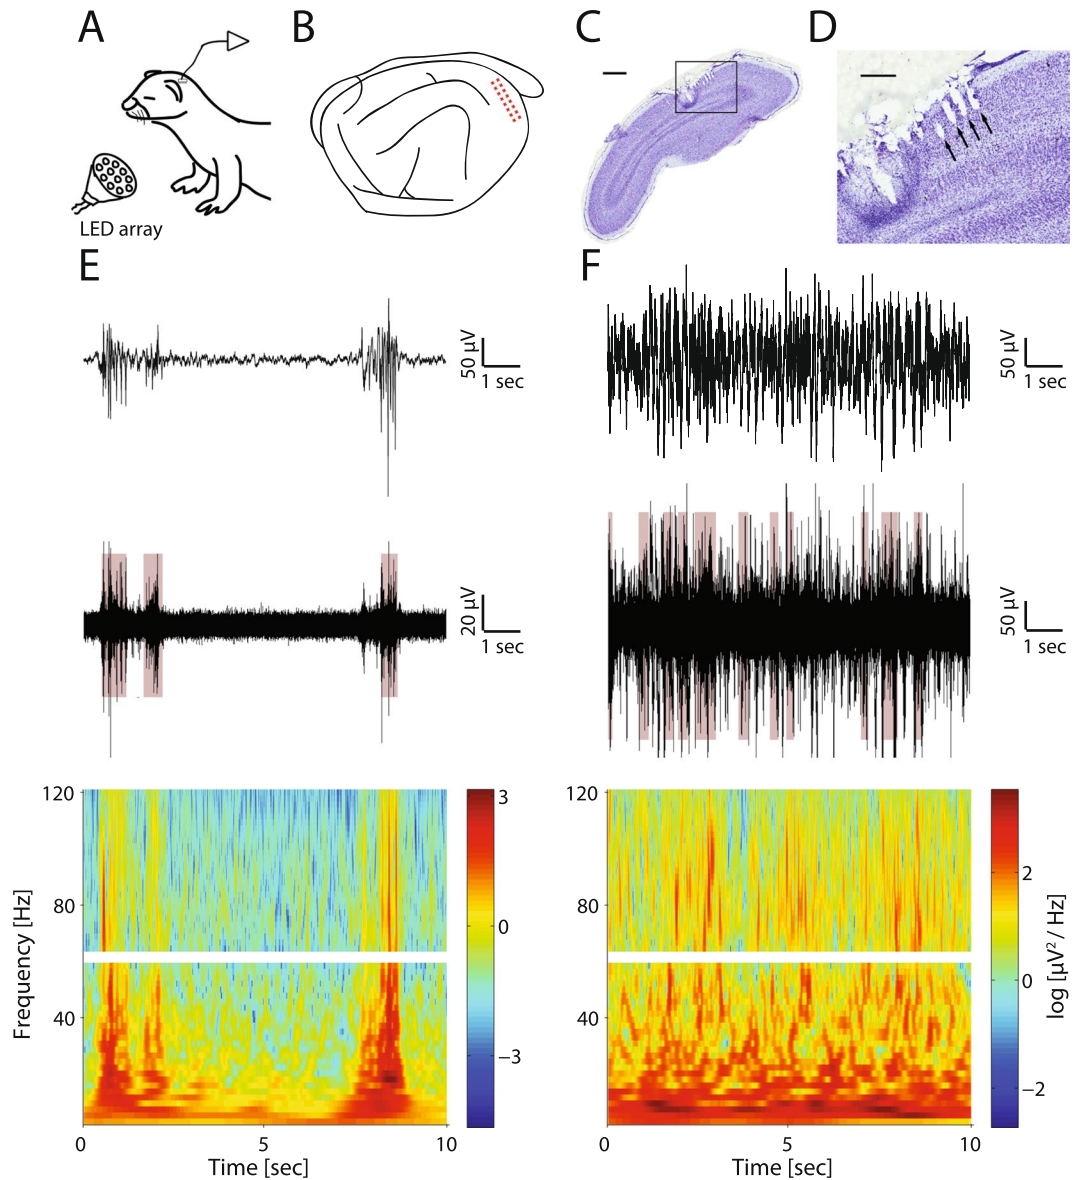 A
B
C
D
LED array
E
F
50 µV
1 sec
50 µV
1 sec
20 µV
1 sec
50 µV
1 sec
120
80
40
Frequency [Hz]
3
0
−3
0
5
10
Time [sec]
120
80
40
2
0
−2
log [µV² / Hz]
0
5
10
Time [sec]